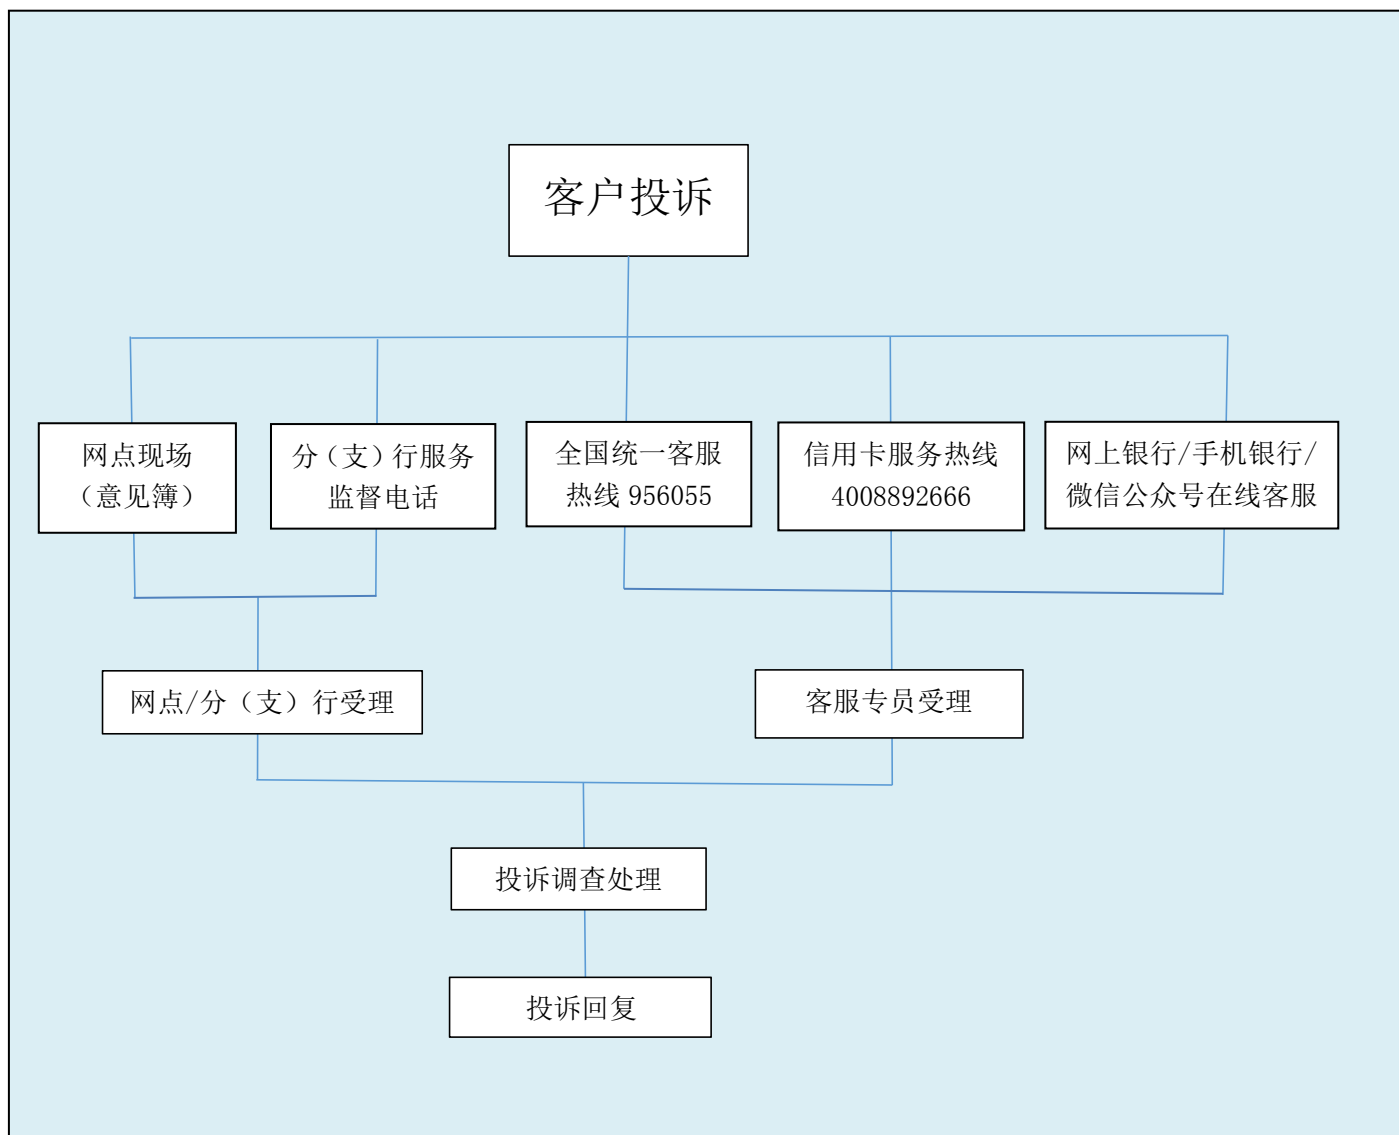 客户投诉
网点现场
（意见簿）
分（支）行服务
监督电话
全国统一客服
热线 956055
信用卡服务热线
4008892666
网上银行/手机银行/
微信公众号在线客服
网点/分（支）行受理
客服专员受理
投诉调查处理
投诉回复